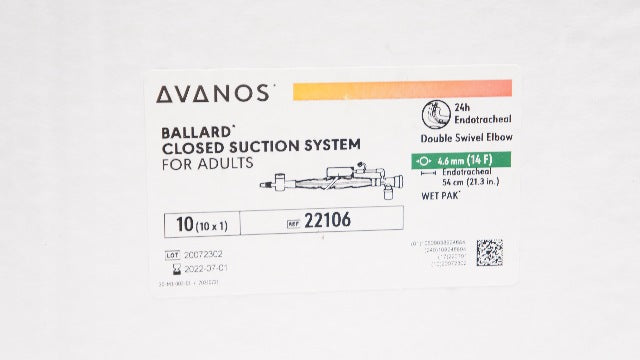 AVANOS*
BALLARD*
CLOSED SUCTION SYSTEM
FOR ADULTS
24h
Endotracheal
Double Swivel Elbow
4.6 mm (14 F)
Endotracheal
54 cm (21.3 in.)
WET PAK*
10 (10 x 1)
REF 22106
LOT 20072302
2022-07-01